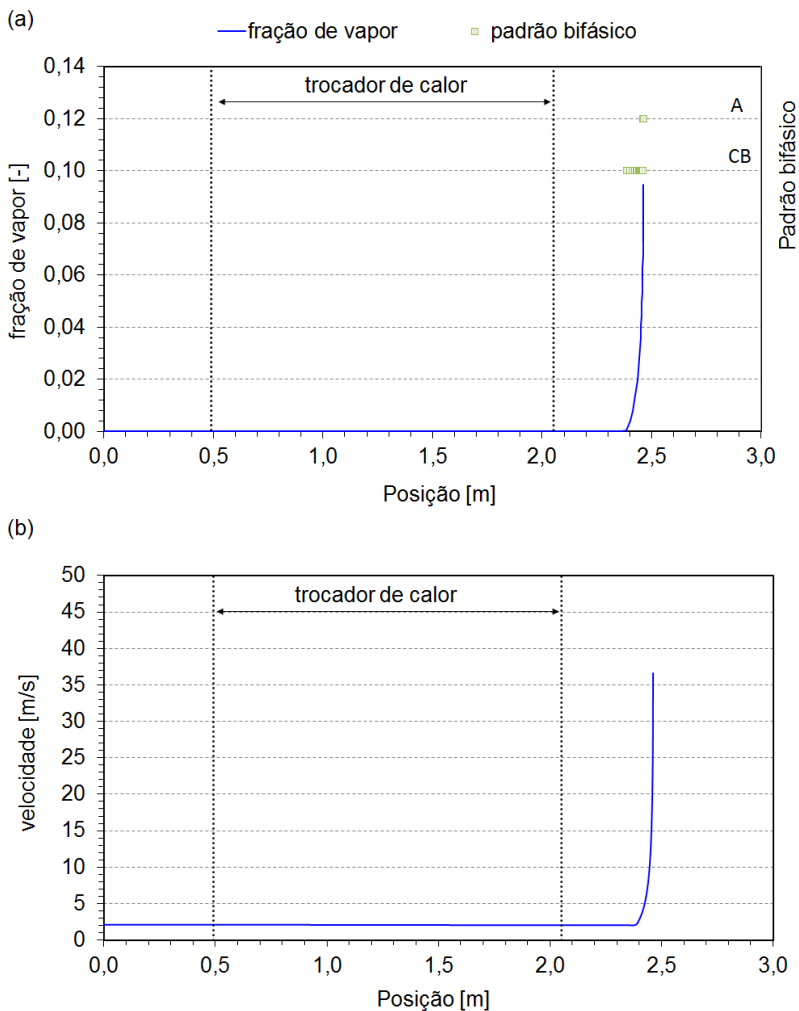 (a)
fração de vapor padrão bifásico
trocador de calor
0,14
0,12
0,10
0,08
0,06
0,04
0,02
0,00
fração de vapor [-]
A
CB
Padrão bifásico
0,0 0,5 1,0 1,5 2,0 2,5 3,0
Posição [m]
(b)
trocador de calor
50
45
40
35
30
25
20
15
10
5
0
velocidade [m/s]
0,0 0,5 1,0 1,5 2,0 2,5 3,0
Posição [m]